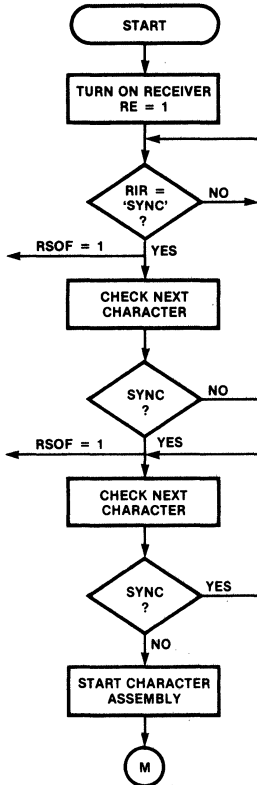 START
TURN ON RECEIVER
RE = 1
RIR =
'SYNC'
?
NO
RSOF = 1
YES
CHECK NEXT
CHARACTER
SYNC
?
NO
RSOF = 1
YES
CHECK NEXT
CHARACTER
SYNC
?
YES
NO
START CHARACTER
ASSEMBLY
M